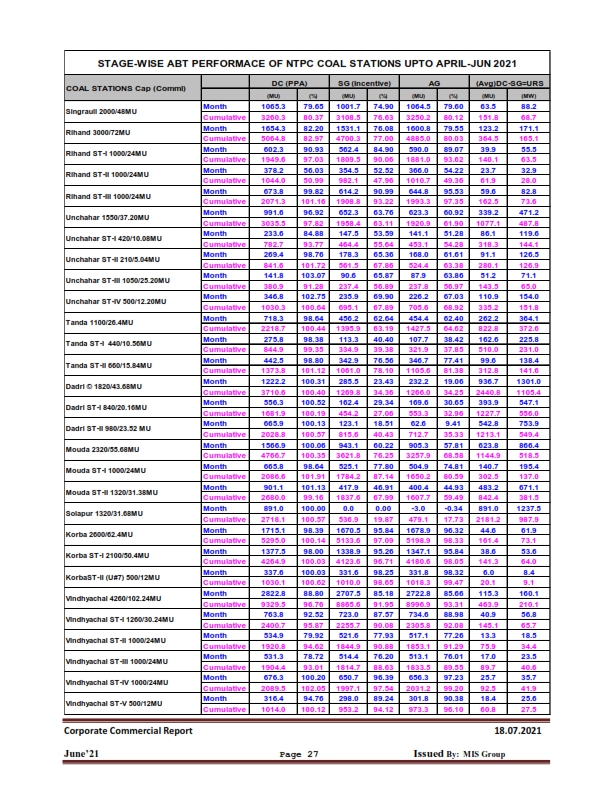 STAGE-WISE ABT PERFORMACE OF NTPC COAL STATIONS UPTO APRIL-JUN 2021
COAL STATIONS Cap (Comml) DC (PPA) SG (Incentive) AG (Avg)DC-SG=URS
(MU) (%) (MU) (%) (MU) (%) (MU) (MW)
Singrauli 2000/48MU Month 1065.3 79.65 1001.7 74.90 1064.5 79.60 63.5 88.2
Cumulative 3260.3 80.37 3108.5 76.63 3250.2 80.12 151.8 68.7
Rihand 3000/72MU Month 1654.3 82.20 1531.1 76.08 1600.8 79.55 123.2 171.1
Cumulative 5064.8 82.97 4700.3 77.00 4885.0 80.03 364.5 165.1
Rihand ST-I 1000/24MU Month 602.3 90.93 562.4 84.90 590.0 89.07 39.9 55.5
Cumulative 1949.6 97.03 1809.5 90.06 1881.0 93.62 140.1 63.5
Rihand ST-II 1000/24MU Month 378.2 56.03 354.5 52.52 366.0 54.22 23.7 32.9
Cumulative 1044.0 50.99 982.1 47.96 1010.7 49.36 61.9 28.0
Rihand ST-III 1000/24MU Month 673.8 99.82 614.2 90.99 644.8 95.53 59.6 82.8
Cumulative 2071.3 101.16 1908.8 93.22 1993.3 97.35 162.5 73.6
Unchahar 1550/37.20MU Month 991.6 96.92 652.3 63.76 623.3 60.92 339.2 471.2
Cumulative 3035.5 97.82 1958.4 63.11 1920.9 61.90 1077.1 487.8
Unchahar ST-I 420/10.08MU Month 233.6 84.88 147.5 53.59 141.1 51.28 86.1 119.6
Cumulative 782.7 93.77 464.4 55.64 453.1 54.28 318.3 144.1
Unchahar ST-II 210/5.04MU Month 269.4 98.76 178.3 65.36 168.0 61.61 91.1 126.5
Cumulative 841.6 101.72 561.5 67.86 524.4 63.38 280.1 126.9
Unchahar ST-III 1050/25.20MU Month 141.8 103.07 90.6 65.87 87.9 63.86 51.2 71.1
Cumulative 380.9 91.28 237.4 56.89 237.8 56.97 143.5 65.0
Unchahar ST-IV 500/12.20MU Month 346.8 102.75 235.9 69.90 226.2 67.03 110.9 154.0
Cumulative 1030.3 100.64 695.1 67.89 705.6 68.92 335.2 151.8
Tanda 1100/26.4MU Month 718.3 98.64 456.2 62.64 454.4 62.40 262.2 364.1
Cumulative 2218.7 100.44 1395.9 63.19 1427.5 64.62 822.8 372.6
Tanda ST-I 440/10.56MU Month 275.8 98.38 113.3 40.40 107.7 38.42 162.6 225.8
Cumulative 844.9 99.35 334.9 39.38 321.9 37.85 510.0 231.0
Tanda ST-II 660/15.84MU Month 442.5 98.80 342.9 76.56 346.7 77.41 99.6 138.4
Cumulative 1373.8 101.12 1061.0 78.10 1105.6 81.38 312.8 141.6
Dadri © 1820/43.68MU Month 1222.2 100.31 285.5 23.43 232.2 19.06 936.7 1301.0
Cumulative 3710.6 100.40 1269.8 34.36 1266.0 34.25 2440.8 1105.4
Dadri ST-I 840/20.16MU Month 556.3 100.52 162.4 29.34 169.6 30.65 393.9 547.1
Cumulative 1681.9 100.19 454.2 27.06 553.3 32.96 1227.7 556.0
Dadri ST-II 980/23.52 MU Month 665.9 100.13 123.1 18.51 62.6 9.41 542.8 753.9
Cumulative 2028.8 100.57 815.6 40.43 712.7 35.33 1213.1 549.4
Mouda 2320/55.68MU Month 1566.9 100.06 943.1 60.22 905.3 57.81 623.8 866.4
Cumulative 4766.7 100.35 3621.8 76.25 3257.9 68.58 1144.9 518.5
Mouda ST-I 1000/24MU Month 665.8 98.64 525.1 77.80 504.9 74.81 140.7 195.4
Cumulative 2086.6 101.91 1784.2 87.14 1650.2 80.59 302.5 137.0
Mouda ST-II 1320/31.38MU Month 901.1 101.13 417.9 46.91 400.4 44.93 483.2 671.1
Cumulative 2680.0 99.16 1837.6 67.99 1607.7 59.49 842.4 381.5
Solapur 1320/31.68MU Month 891.0 100.00 0.0 0.00 -3.0 -0.34 891.0 1237.5
Cumulative 2718.1 100.57 536.9 19.87 479.1 17.73 2181.2 987.9
Korba 2600/62.4MU Month 1715.1 98.39 1670.5 95.84 1678.9 96.32 44.6 61.9
Cumulative 5295.0 100.14 5133.6 97.09 5198.9 98.33 161.4 73.1
Korba ST-I 2100/50.4MU Month 1377.5 98.00 1338.9 95.26 1347.1 95.84 38.6 53.6
Cumulative 4264.9 100.03 4123.6 96.71 4180.6 98.05 141.3 64.0
KorbaST-II (U#7) 500/12MU Month 337.6 100.03 331.6 98.25 331.8 98.32 6.0 8.4
Cumulative 1030.1 100.62 1010.0 98.65 1018.3 99.47 20.1 9.1
Vindhyachal 4260/102.24MU Month 2822.8 88.80 2707.5 85.18 2722.8 85.66 115.3 160.1
Cumulative 9329.5 96.76 8865.6 91.95 8996.9 93.31 463.9 210.1
Vindhyachal ST-I 1260/30.24MU Month 763.8 92.52 723.0 87.57 734.6 88.98 40.9 56.8
Cumulative 2400.7 95.87 2255.7 90.08 2305.8 92.08 145.1 65.7
Vindhyachal ST-II 1000/24MU Month 534.9 79.92 521.6 77.93 517.1 77.26 13.3 18.5
Cumulative 1920.8 94.62 1844.9 90.88 1853.1 91.29 75.9 34.4
Vindhyachal ST-III 1000/24MU Month 531.3 78.72 514.4 76.20 513.1 76.01 17.0 23.5
Cumulative 1904.4 93.01 1814.7 88.63 1833.5 89.55 89.7 40.6
Vindhyachal ST-IV 1000/24MU Month 676.3 100.20 650.7 96.39 656.3 97.23 25.7 35.7
Cumulative 2089.5 102.05 1997.1 97.54 2031.2 99.20 92.5 41.9
Vindhyachal ST-V 500/12MU Month 316.4 94.76 298.0 89.24 301.8 90.38 18.4 25.6
Cumulative 1014.0 100.12 953.2 94.12 973.3 96.10 60.8 27.5
Corporate Commercial Report 18.07.2021
June'21 Page 27 Issued By: MIS Group